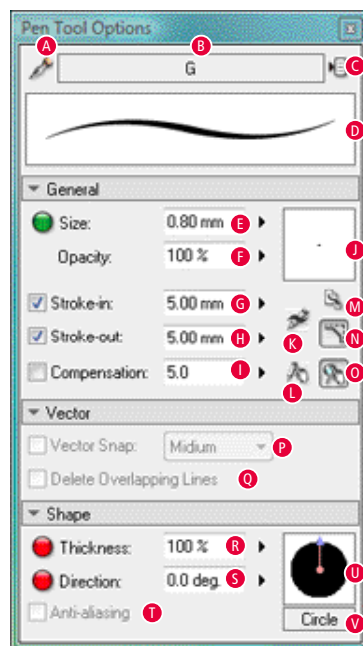 Pen Tool Options x
A B
G C
D
General
Size: 0.80 mm E J
Opacity: 100 % F
Stroke-in: 5.00 mm G M
Stroke-out: 5.00 mm H K N
Compensation: 5.0 I L O
Vector
Vector Snap: Midium P
Delete Overlapping Lines Q
Shape
Thickness: 100 % R
Direction: 0.0 deg. S U
Anti-aliasing T
Circle V